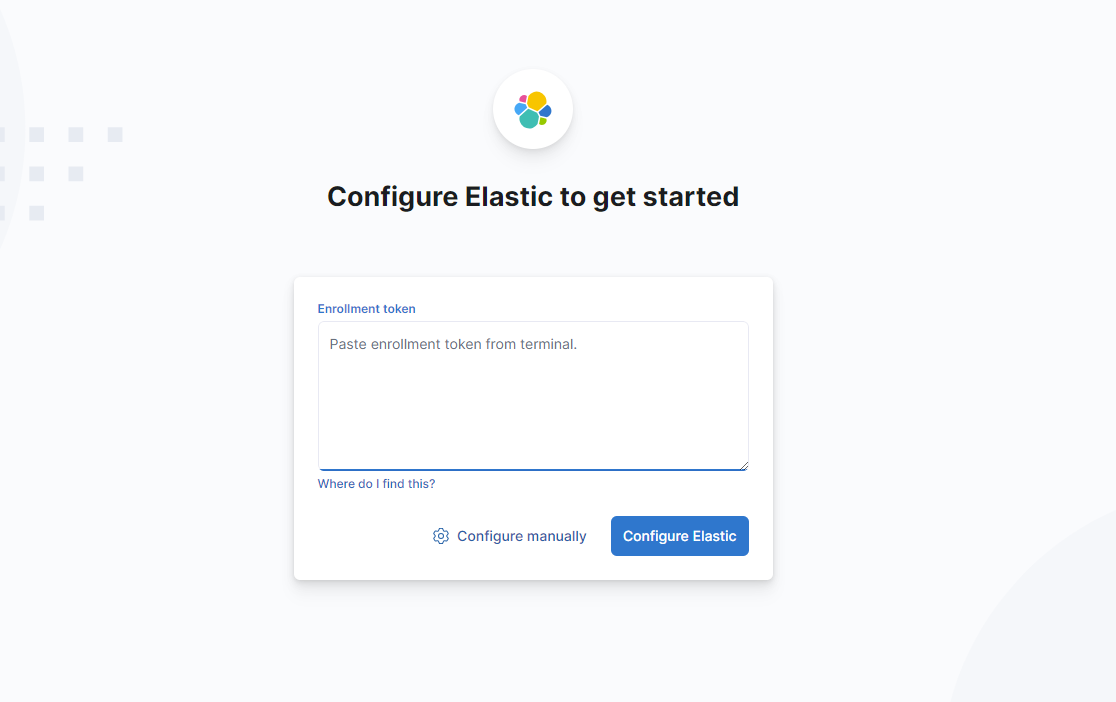 Configure Elastic to get started
Enrollment token
Paste enrollment token from terminal.
Where do I find this?
Configure manually
Configure Elastic